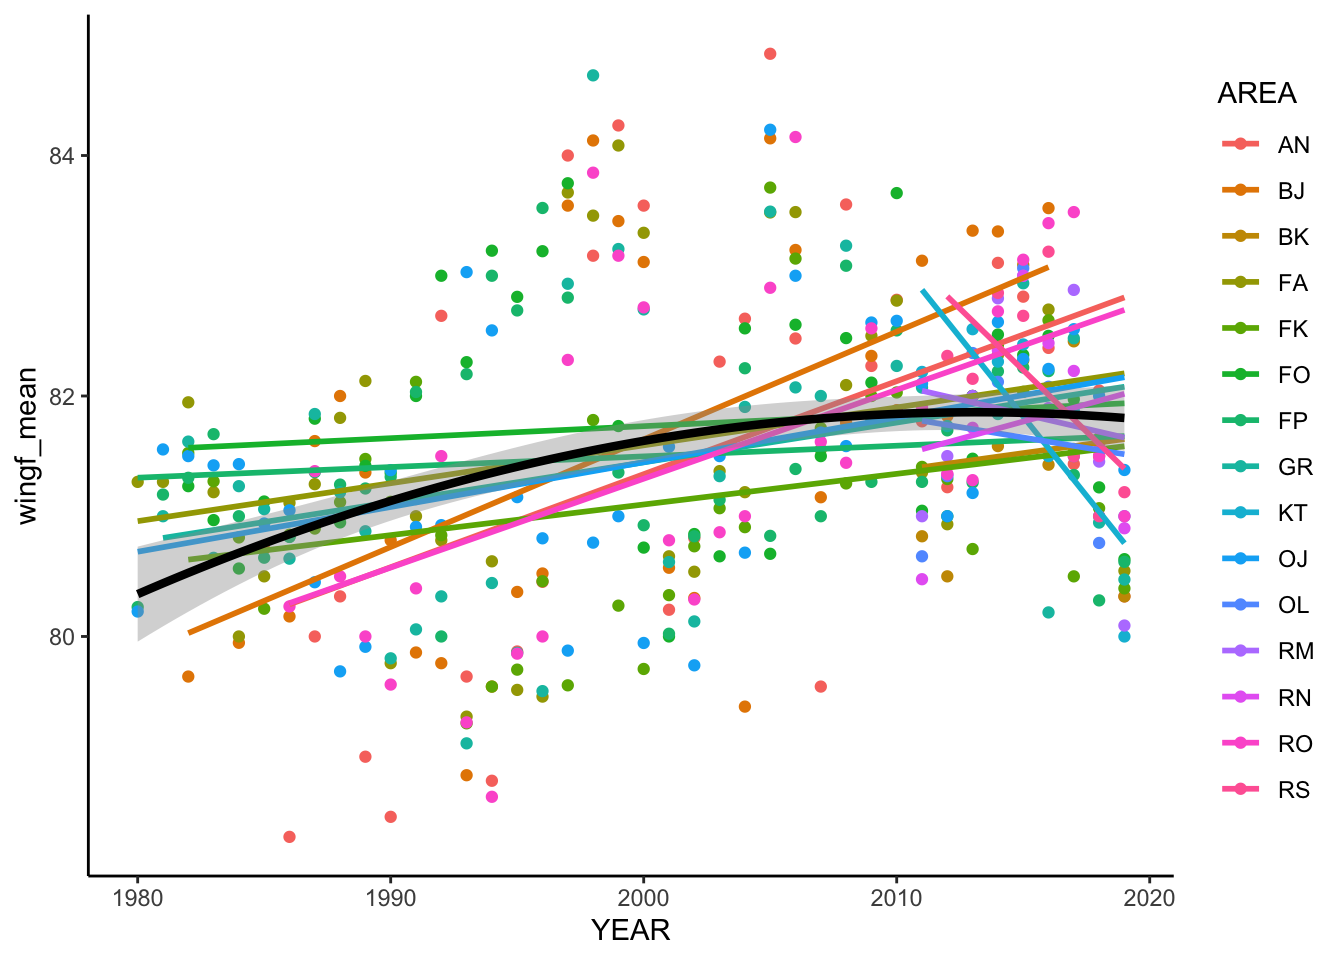 wingf_mean
84
82
80
1980 1990 2000 2010 2020
YEAR
AREA
AN
BJ
BK
FA
FK
FO
FP
GR
KT
OJ
OL
RM
RN
RO
RS